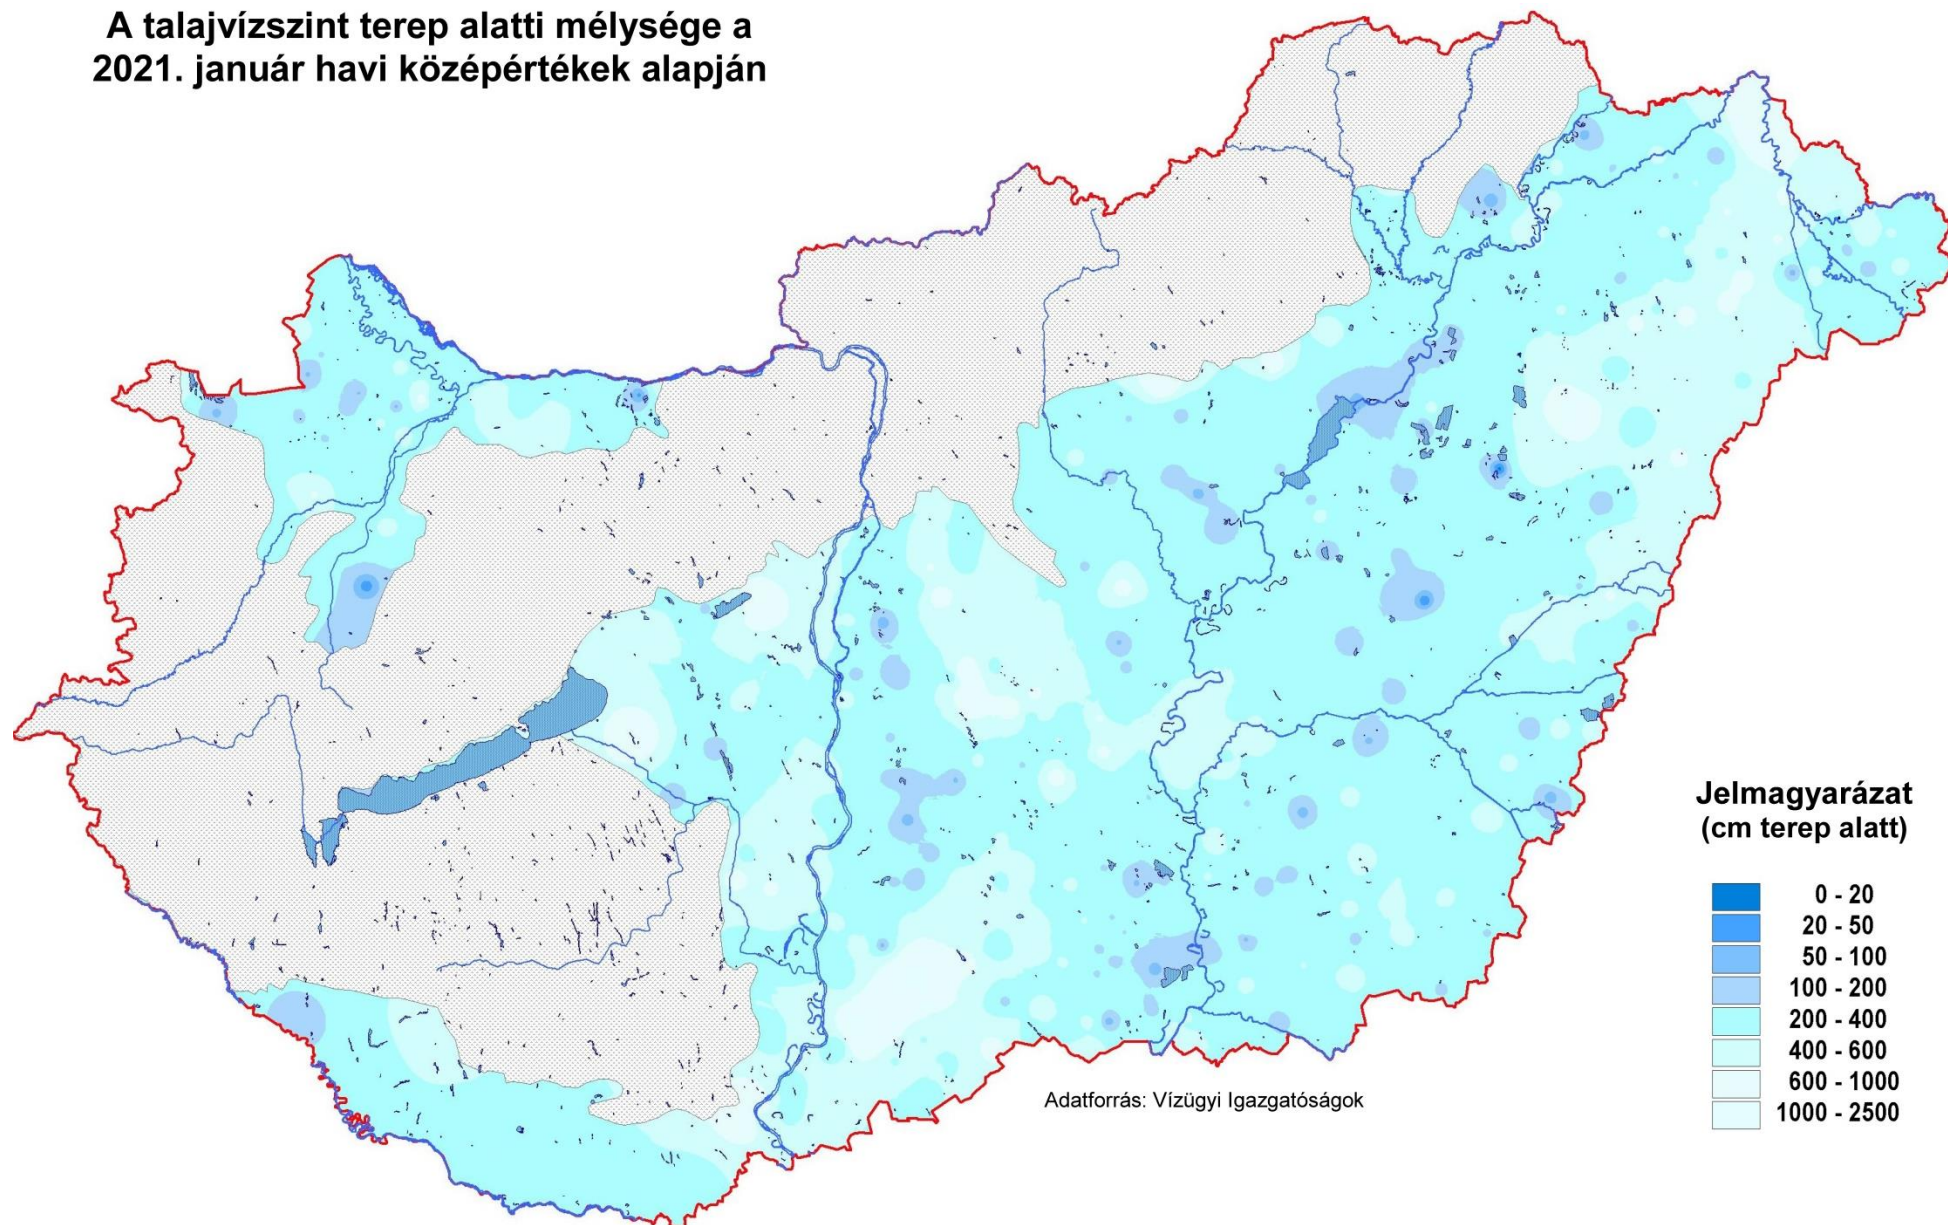 A talajvízszint terep alatti mélysége a
2021. január havi középértékek alapján
Jelmagyarázat
(cm terep alatt)
0 - 20
20 - 50
50 - 100
100 - 200
200 - 400
400 - 600
600 - 1000
1000 - 2500
Adatforrás: Vízügyi Igazgatóságok